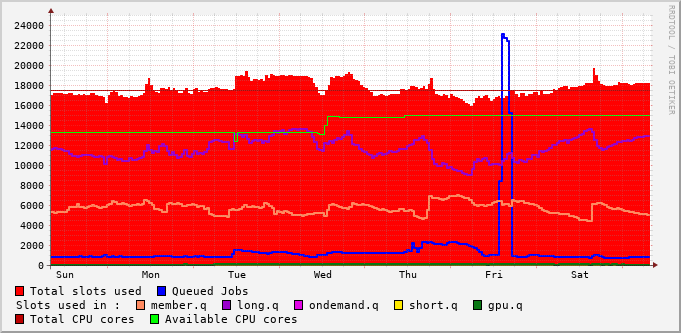 RRDTOOL / TOBI OETIKER
24000
22000
20000
18000
16000
14000
12000
10000
8000
6000
4000
2000
0
Sun Mon Tue Wed Thu Fri Sat
Total slots used Queued Jobs
Slots used in : member.q long.q ondemand.q short.q gpu.q
Total CPU cores Available CPU cores